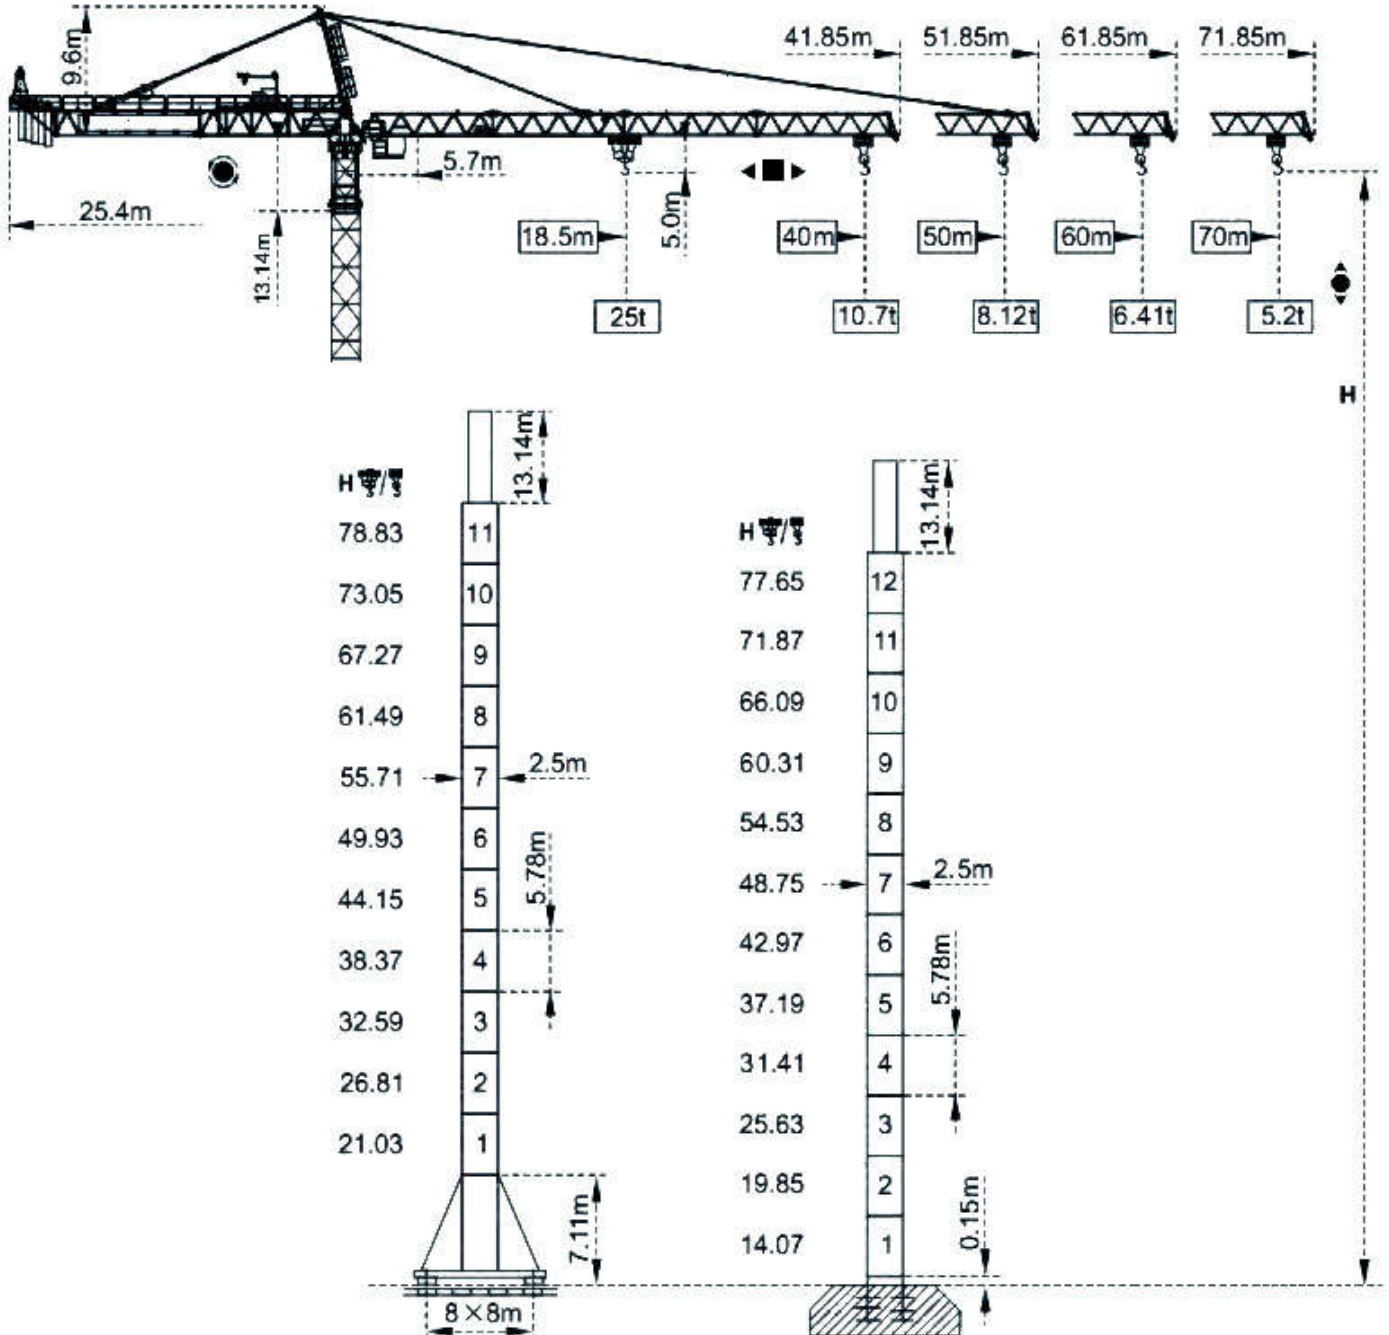 9.6m
41.85m 51.85m 61.85m 71.85m
5.7m
25.4m
13.14m
5.0m
18.5m 40m 50m 60m 70m
25t 10.7t 8.12t 6.41t 5.2t
H
13.14m
H /
78.83 11
73.05 10
67.27 9
61.49 8
55.71 7 2.5m
49.93 6
5.78m
44.15 5
38.37 4
32.59 3
26.81 2
21.03 1
7.11m
8×8m
13.14m
H /
77.65 12
71.87 11
66.09 10
60.31 9
54.53 8
48.75 7 2.5m
42.97 6
5.78m
37.19 5
31.41 4
25.63 3
19.85 2
0.15m
14.07 1